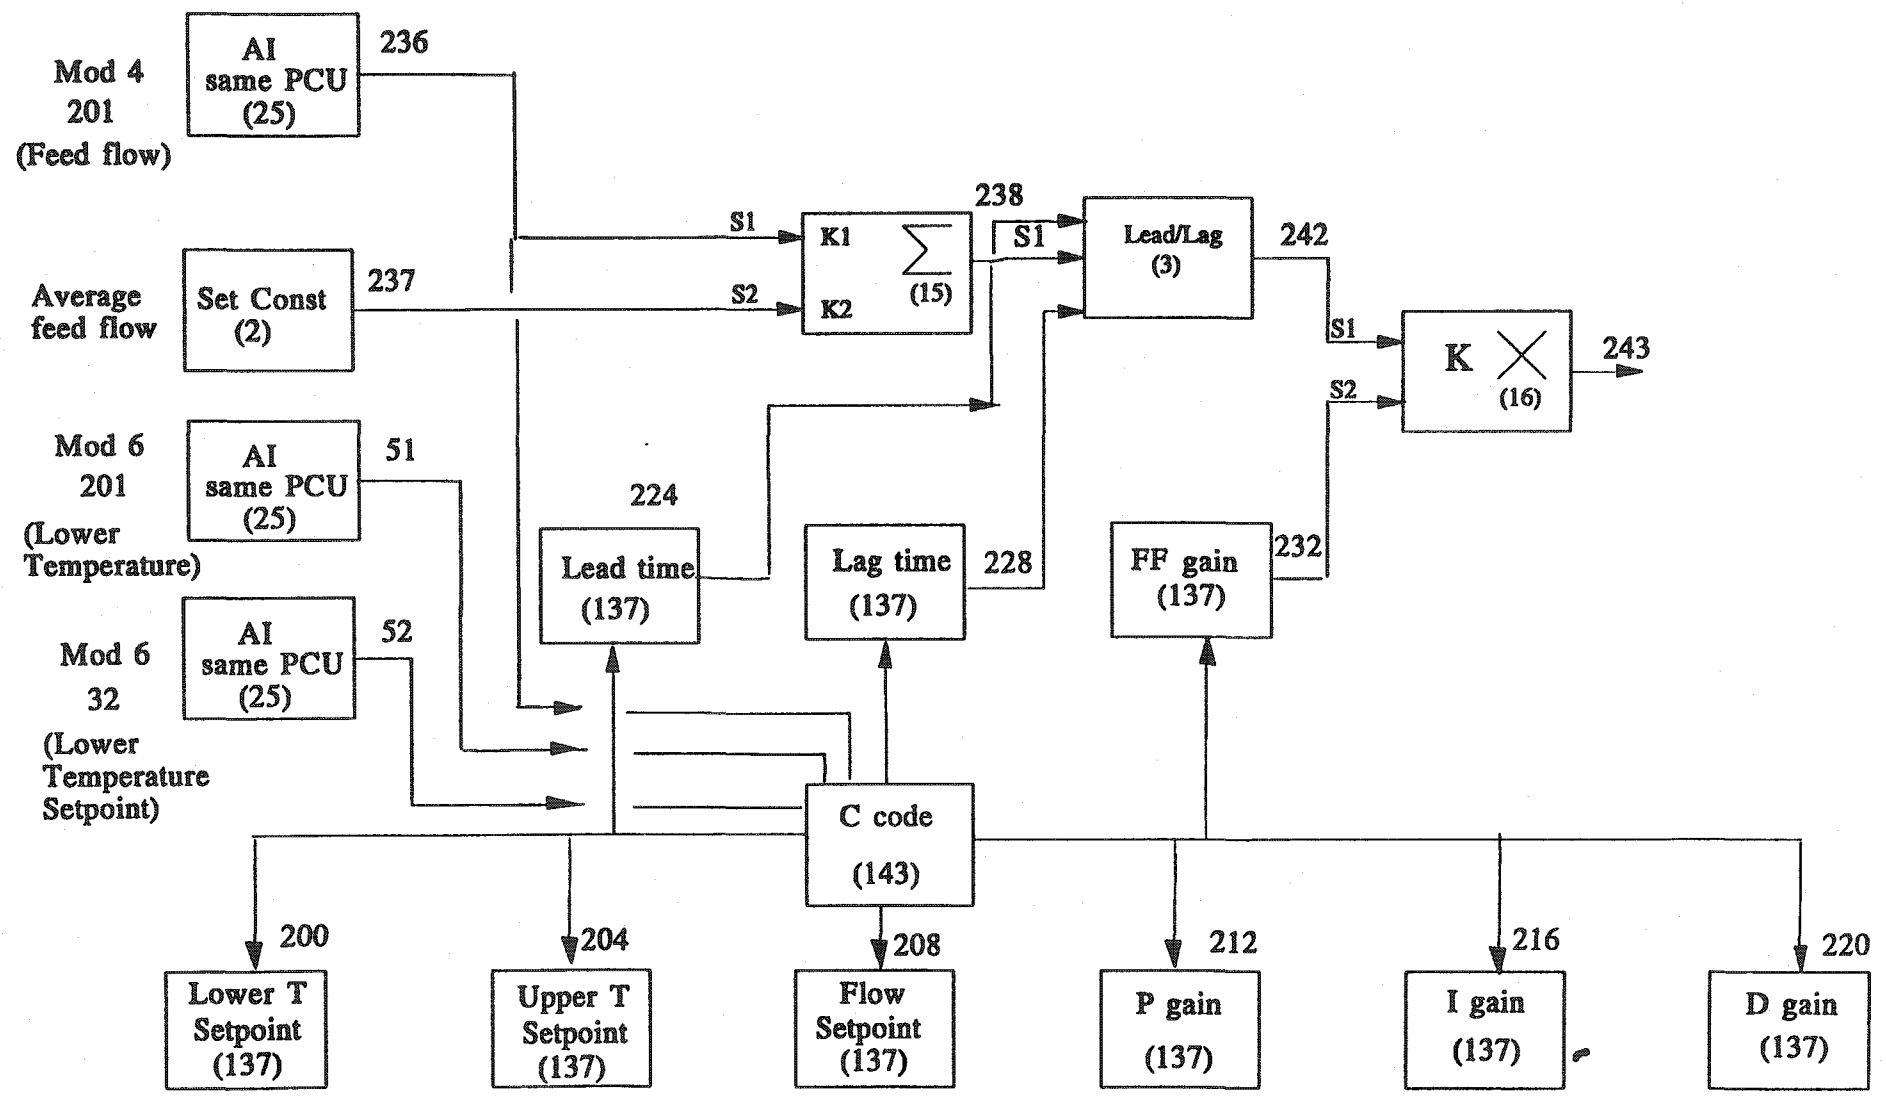 AI
same PCU
(25)
236
Mod 4
201
(Feed flow)
238
S1
K1
(15)
S1
Lead/Lag
(3)
242
Average
feed flow
Set Const
(2)
237
S2
K2
S1
K
(16)
243
S2
Mod 6
201
(Lower
Temperature)
AI
same PCU
(25)
51
224
Lead time
(137)
Lag time
(137)
228
FF gain
(137)
232
Mod 6
32
(Lower
Temperature
Setpoint)
AI
same PCU
(25)
52
C code
(143)
200
204
208
212
216
220
Lower T
Setpoint
(137)
Upper T
Setpoint
(137)
Flow
Setpoint
(137)
P gain
(137)
I gain
(137)
D gain
(137)